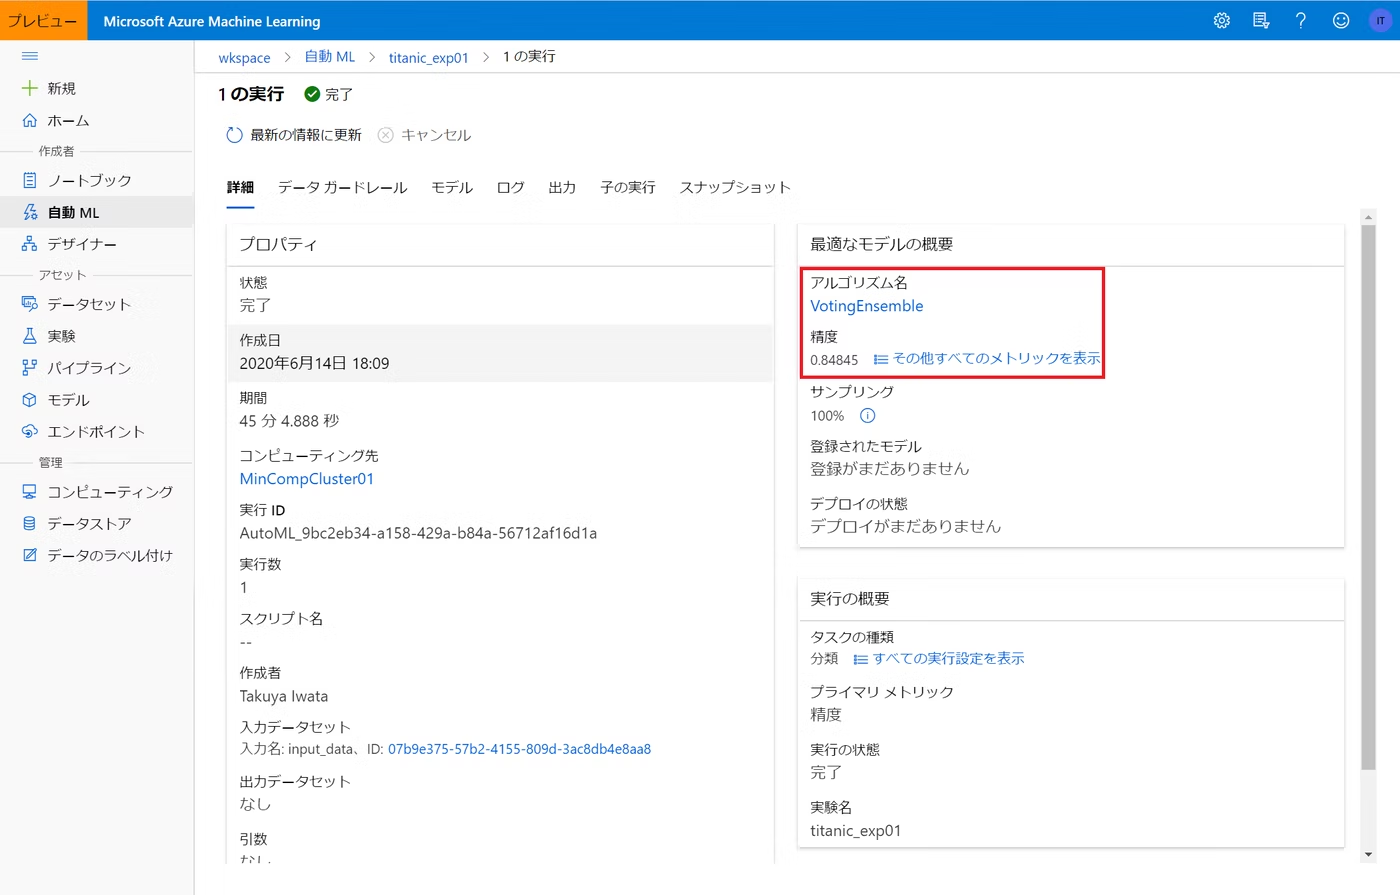 プレビュー
Microsoft Azure Machine Learning
IT
新規
ホーム
作成者
ノートブック
自動 ML
デザイナー
アセット
データセット
実験
パイプライン
モデル
エンドポイント
管理
コンピューティング
データストア
データのラベル付け
wkspace > 自動 ML > titanic_exp01 > 1 の実行
1 の実行 完了
最新の情報に更新 キャンセル
詳細 データ ガードレール モデル ログ 出力 子の実行 スナップショット
プロパティ
状態
完了
作成日
2020年6月14日 18:09
期間
45 分 4.888 秒
コンピューティング先
MinCompCluster01
実行 ID
AutoML_9bc2eb34-a158-429a-b84a-56712af16d1a
実行数
1
スクリプト名
--
作成者
Takuya Iwata
入力データセット
入力名: input_data、ID: 07b9e375-57b2-4155-809d-3ac8db4e8aa8
出力データセット
なし
引数
なし
最適なモデルの概要
アルゴリズム名
VotingEnsemble
精度
0.84845 その他すべてのメトリックを表示
サンプリング
100%
登録されたモデル
登録がまだありません
デプロイの状態
デプロイがまだありません
実行の概要
タスクの種類
分類 すべての実行設定を表示
プライマリ メトリック
精度
実行の状態
完了
実験名
titanic_exp01